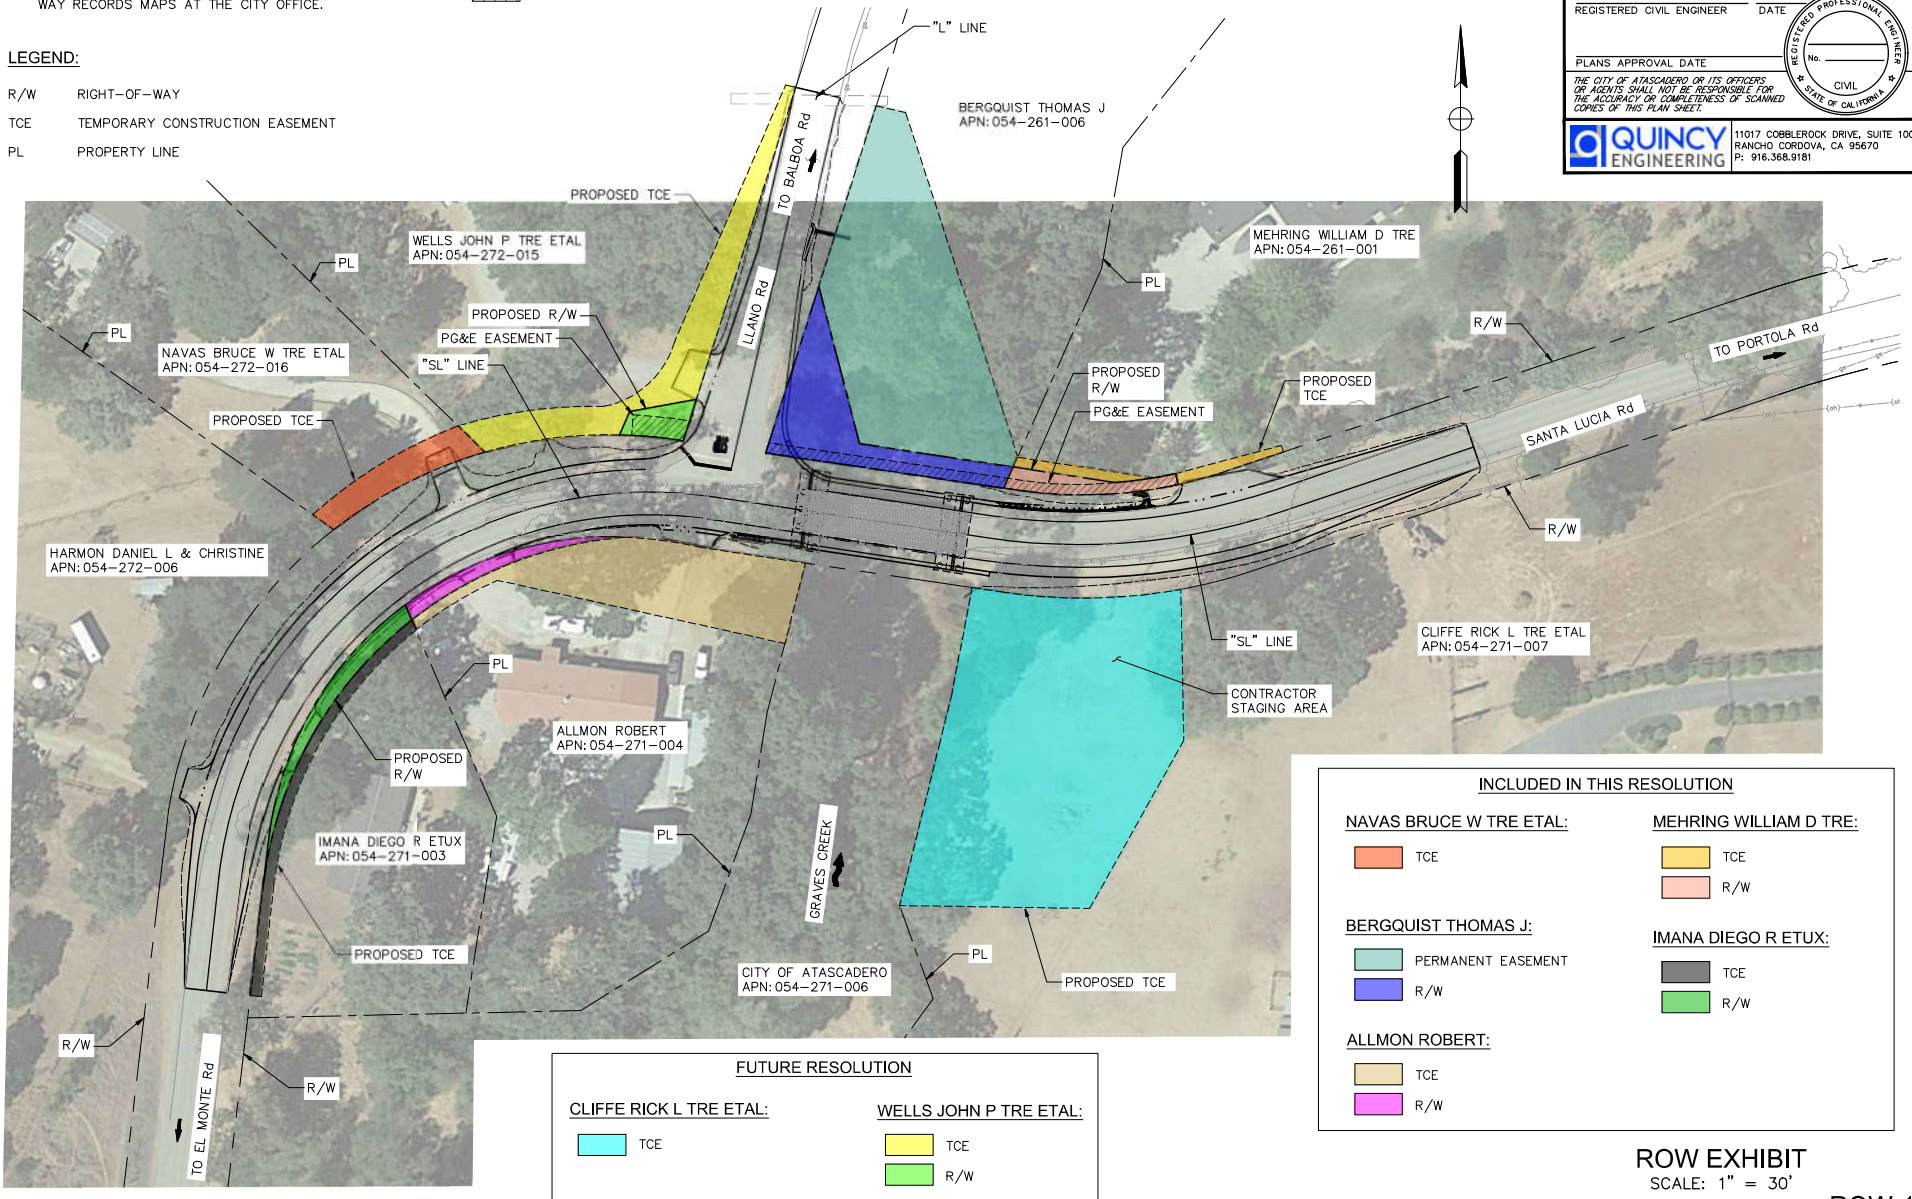 WAY RECORDS MAPS AT THE CITY OFFICE.
LEGEND:
R/W RIGHT-OF-WAY
TCE TEMPORARY CONSTRUCTION EASEMENT
PL PROPERTY LINE
"L" LINE
BERGQUIST THOMAS J
APN: 054-261-006
TO BALBOA Rd
REGISTERED CIVIL ENGINEER DATE
PLANS APPROVAL DATE
THE CITY OF ATASCADERO OR ITS OFFICERS
OR AGENTS SHALL NOT BE RESPONSIBLE FOR
THE ACCURACY OR COMPLETENESS OF SCANNED
COPIES OF THIS PLAN SHEET.
REGISTERED PROFESSIONAL ENGINEER
No.
CIVIL
STATE OF CALIFORNIA
QUINCY
ENGINEERING
11017 COBBLEROCK DRIVE, SUITE 100
RANCHO CORDOVA, CA 95670
P: 916.368.9181
PROPOSED TCE
WELLS JOHN P TRE ETAL
APN: 054-272-015
PL
MEHRING WILLIAM D TRE
APN: 054-261-001
PL
LLANO Rd
PROPOSED R/W
PG&E EASEMENT
"SL" LINE
PL
NAVAS BRUCE W TRE ETAL
APN: 054-272-016
PROPOSED TCE
R/W
TO PORTOLA Rd
PROPOSED
R/W
PG&E EASEMENT
PROPOSED
TCE
SANTA LUCIA Rd
R/W
HARMON DANIEL L & CHRISTINE
APN: 054-272-006
"SL" LINE
CLIFFE RICK L TRE ETAL
APN: 054-271-007
PL
CONTRACTOR
STAGING AREA
ALLMON ROBERT
APN: 054-271-004
PROPOSED
R/W
IMANA DIEGO R ETUX
APN: 054-271-003
PL
GRAVES CREEK
PROPOSED TCE
CITY OF ATASCADERO
APN: 054-271-006
PL
PROPOSED TCE
R/W
R/W
TO EL MONTE Rd
INCLUDED IN THIS RESOLUTION
NAVAS BRUCE W TRE ETAL:
TCE
MEHRING WILLIAM D TRE:
TCE
R/W
BERGQUIST THOMAS J:
PERMANENT EASEMENT
R/W
IMANA DIEGO R ETUX:
TCE
R/W
ALLMON ROBERT:
TCE
R/W
FUTURE RESOLUTION
CLIFFE RICK L TRE ETAL:
TCE
WELLS JOHN P TRE ETAL:
TCE
R/W
ROW EXHIBIT
SCALE: 1" = 30'